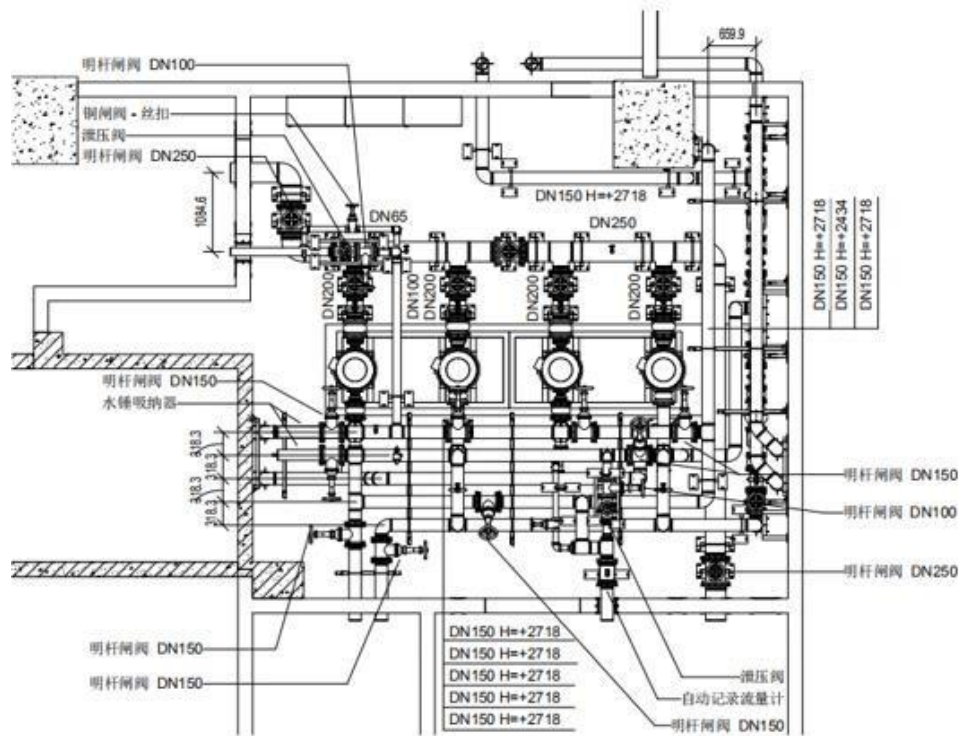 659.9
明杆闸阀 DN100
铜闸阀 - 丝扣
泄压阀
明杆闸阀 DN250
1084.6
DN150 H=+2718
DN65
DN250
DN200
DN100
DN200
DN200
DN200
DN150 H=+2718
DN150 H=+2434
DN150 H=+2718
明杆闸阀 DN150
水锤吸纳器
318.3
318.3
318.3
318.3
明杆闸阀 DN150
明杆闸阀 DN100
明杆闸阀 DN250
明杆闸阀 DN150
明杆闸阀 DN150
DN150 H=+2718
DN150 H=+2718
DN150 H=+2718
DN150 H=+2718
DN150 H=+2718
泄压阀
自动记录流量计
明杆闸阀 DN150